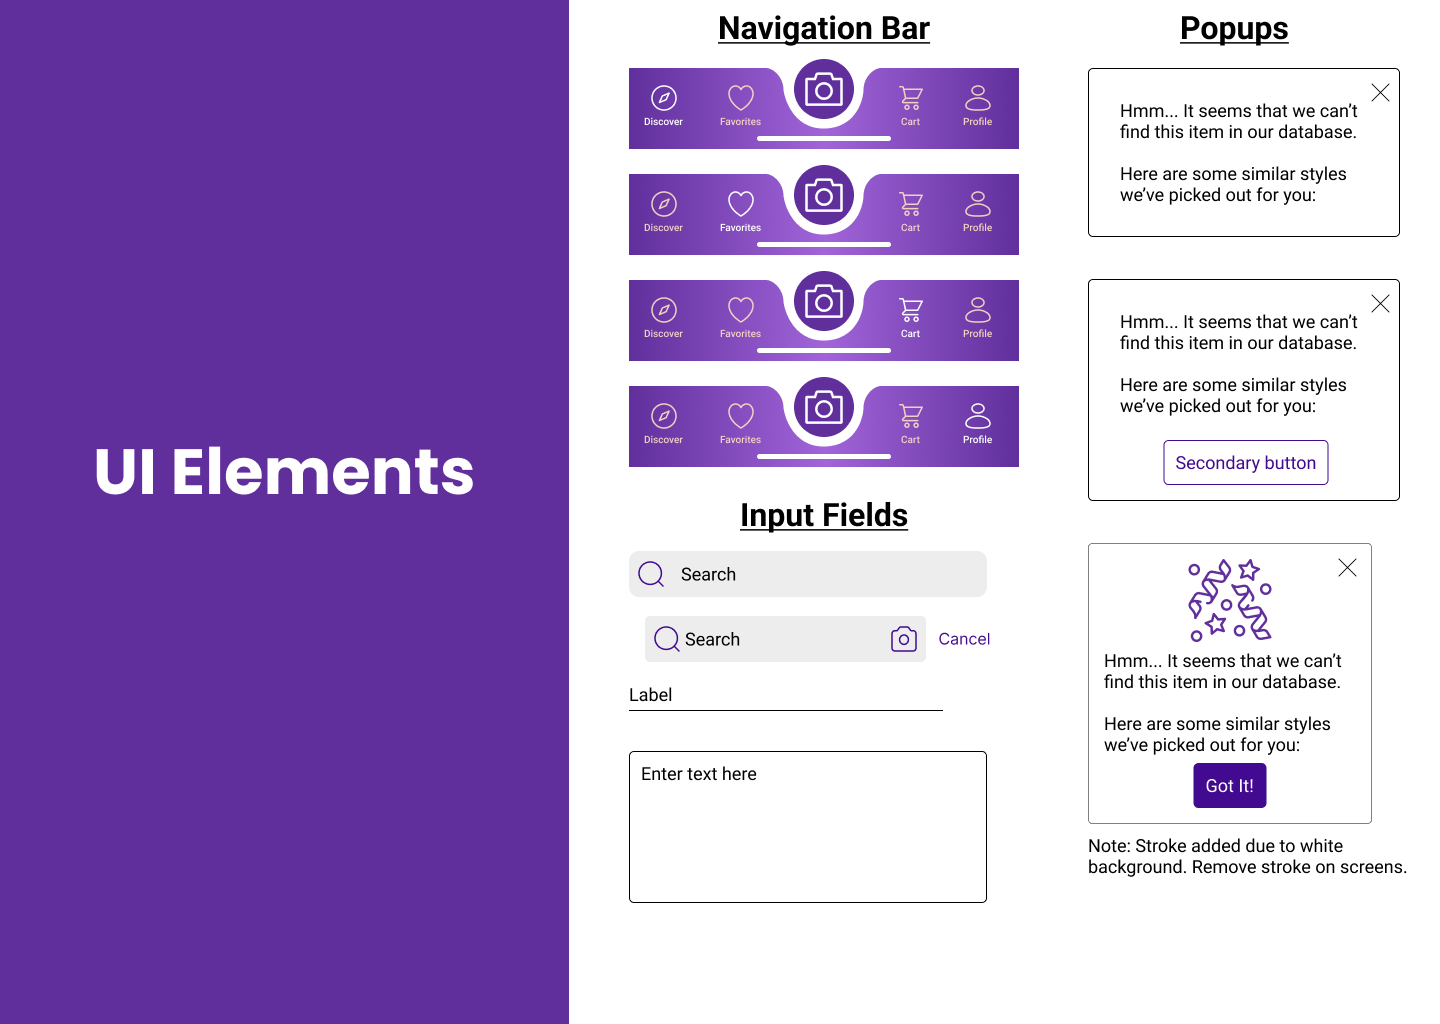 UI Elements
Navigation Bar
Discover
Favorites
Cart
Profile
Discover
Favorites
Cart
Profile
Discover
Favorites
Cart
Profile
Discover
Favorites
Cart
Profile
Input Fields
Search
Search
Cancel
Label
Enter text here
Popups
Hmm... It seems that we can’t
find this item in our database.
Here are some similar styles
we’ve picked out for you:
Hmm... It seems that we can’t
find this item in our database.
Here are some similar styles
we’ve picked out for you:
Secondary button
Hmm... It seems that we can’t
find this item in our database.
Here are some similar styles
we’ve picked out for you:
Got It!
Note: Stroke added due to white
background. Remove stroke on screens.